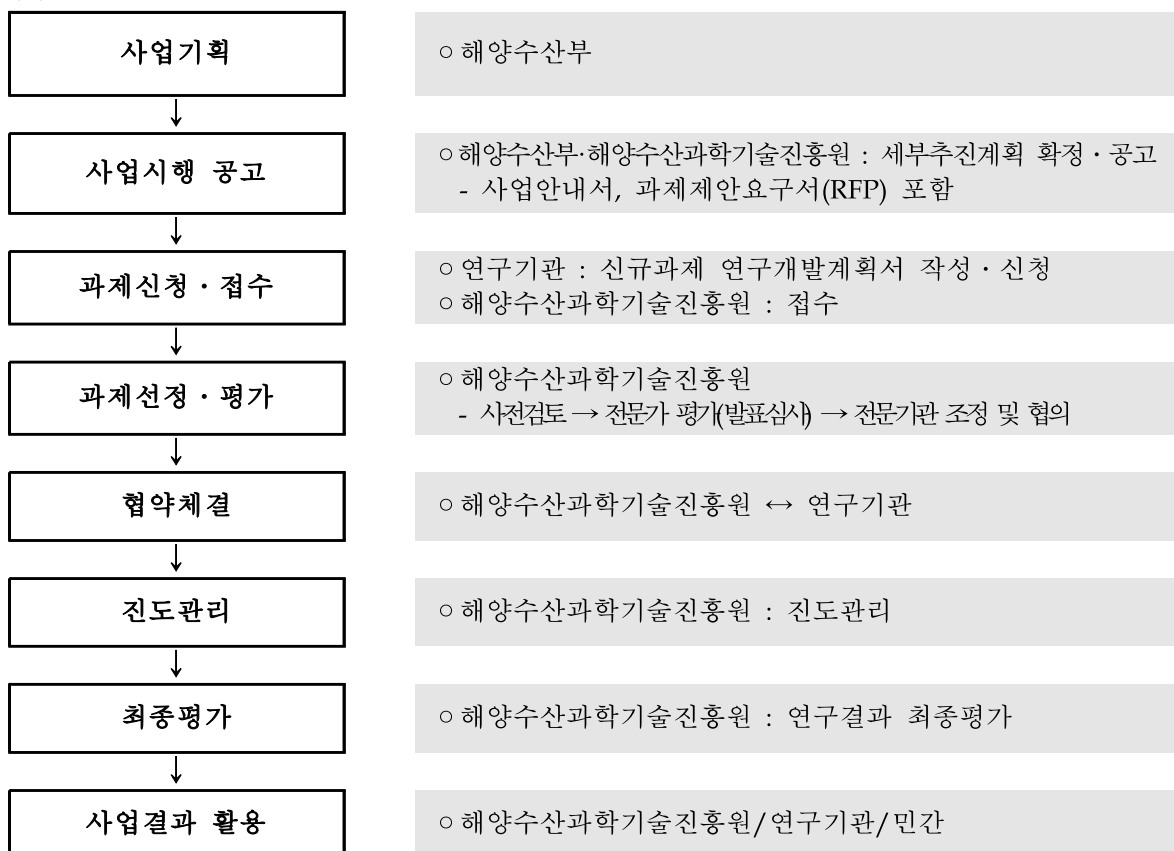 사업기획
○ 해양수산부
사업시행 공고
○ 해양수산부·해양수산과학기술진흥원 : 세부추진계획 확정·공고
- 사업안내서, 과제제안요구서(RFP) 포함
과제신청·접수
○ 연구기관 : 신규과제 연구개발계획서 작성·신청
○ 해양수산과학기술진흥원 : 접수
과제선정·평가
○ 해양수산과학기술진흥원
- 사전검토 → 전문가 평가(발표심사) → 전문기관 조정 및 협의
협약체결
○ 해양수산과학기술진흥원 ↔ 연구기관
진도관리
○ 해양수산과학기술진흥원 : 진도관리
최종평가
○ 해양수산과학기술진흥원 : 연구결과 최종평가
사업결과 활용
○ 해양수산과학기술진흥원/연구기관/민간